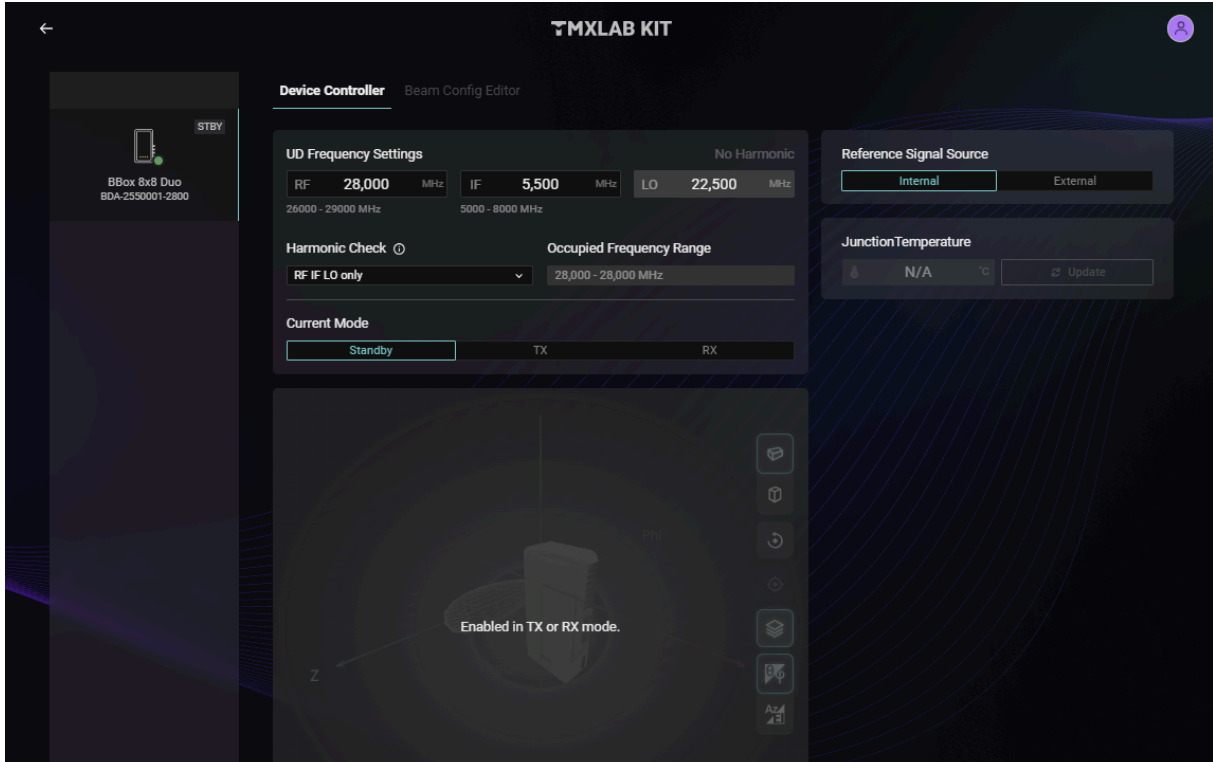 TMXLAB KIT
Device Controller Beam Config Editor
STBY
BBox 8x8 Duo
BDA-2550001-2800
UD Frequency Settings No Harmonic
RF 28,000 MHz IF 5,500 MHz LO 22,500 MHz
26000 - 29000 MHz 5000 - 8000 MHz
Harmonic Check Occupied Frequency Range
RF IF LO only 28,000 - 28,000 MHz
Current Mode
Standby TX RX
Reference Signal Source
Internal External
JunctionTemperature
N/A °C Update
Phi
Enabled in TX or RX mode.
Z
θ φ
Az El